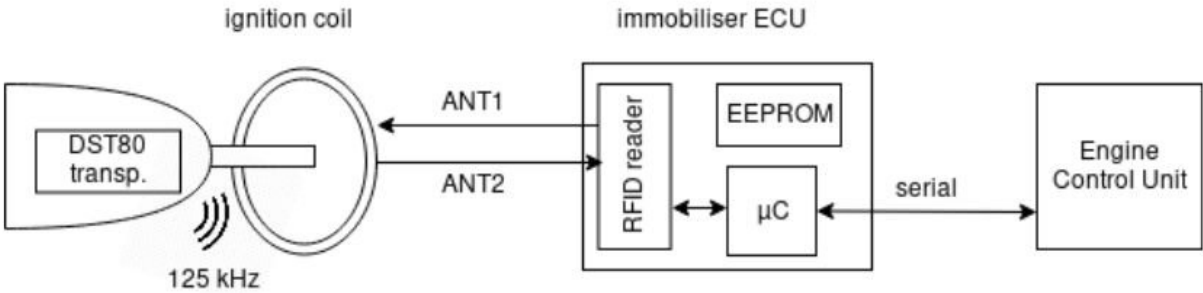 ignition coil
immobiliser ECU
DST80
transp.
125 kHz
ANT1
ANT2
RFID reader
EEPROM
μC
serial
Engine
Control Unit